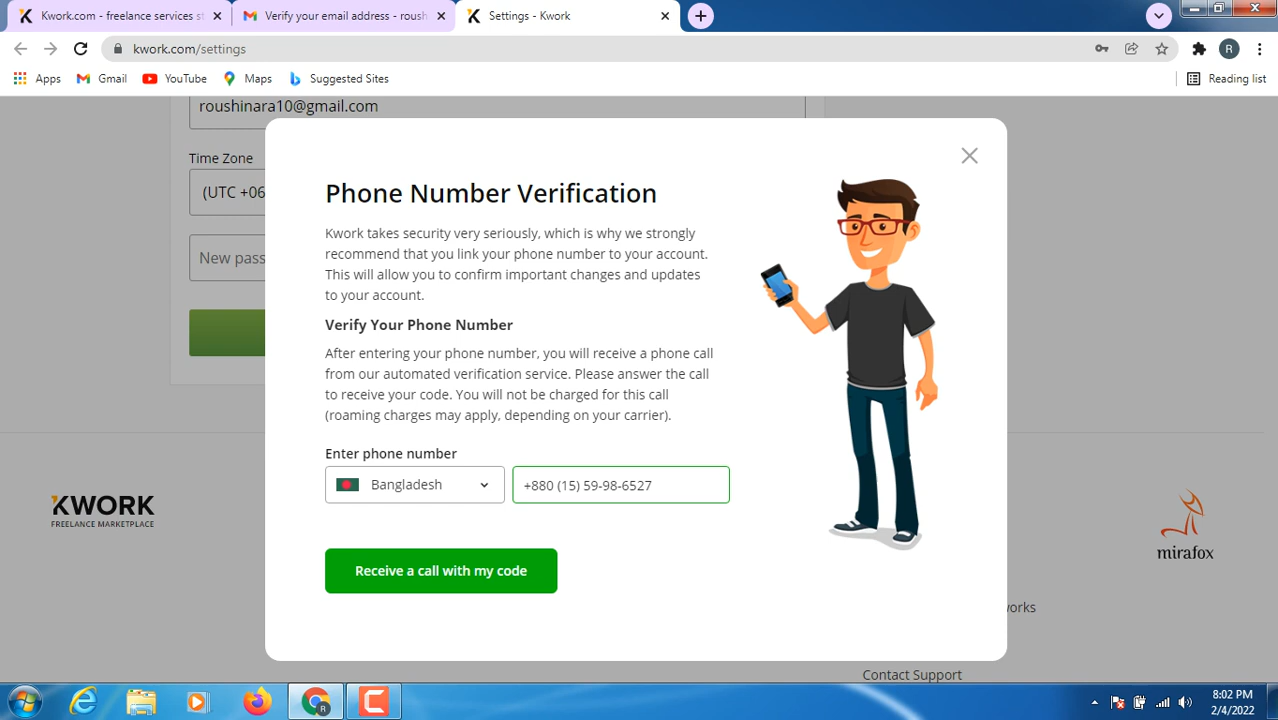 Kwork.com - freelance services st
Verify your email address - roush
Settings - Kwork
kwork.com/settings
R
Apps
Gmail
YouTube
Maps
Suggested Sites
Reading list
roushinara10@gmail.com
Time Zone
(UTC +06
New pass
Phone Number Verification
Kwork takes security very seriously, which is why we strongly
recommend that you link your phone number to your account.
This will allow you to confirm important changes and updates
to your account.
Verify Your Phone Number
After entering your phone number, you will receive a phone call
from our automated verification service. Please answer the call
to receive your code. You will not be charged for this call
(roaming charges may apply, depending on your carrier).
Enter phone number
Bangladesh
+880 (15) 59-98-6527
Receive a call with my code
KWORK
FREELANCE MARKETPLACE
mirafox
works
Contact Support
R
8:02 PM
2/4/2022